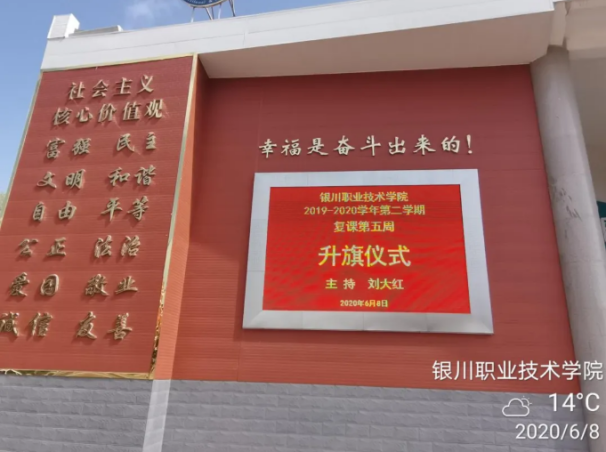 社会主义
核心价值观
富强 民主
文明 和谐
自由 平等
公正 法治
爱国 敬业
诚信 友善
幸福是奋斗出来的!
银川职业技术学院
2019-2020学年第二学期
复课第五周
升旗仪式
主 持 刘大红
2020年6月8日
银川职业技术学院
14°C
2020/6/8